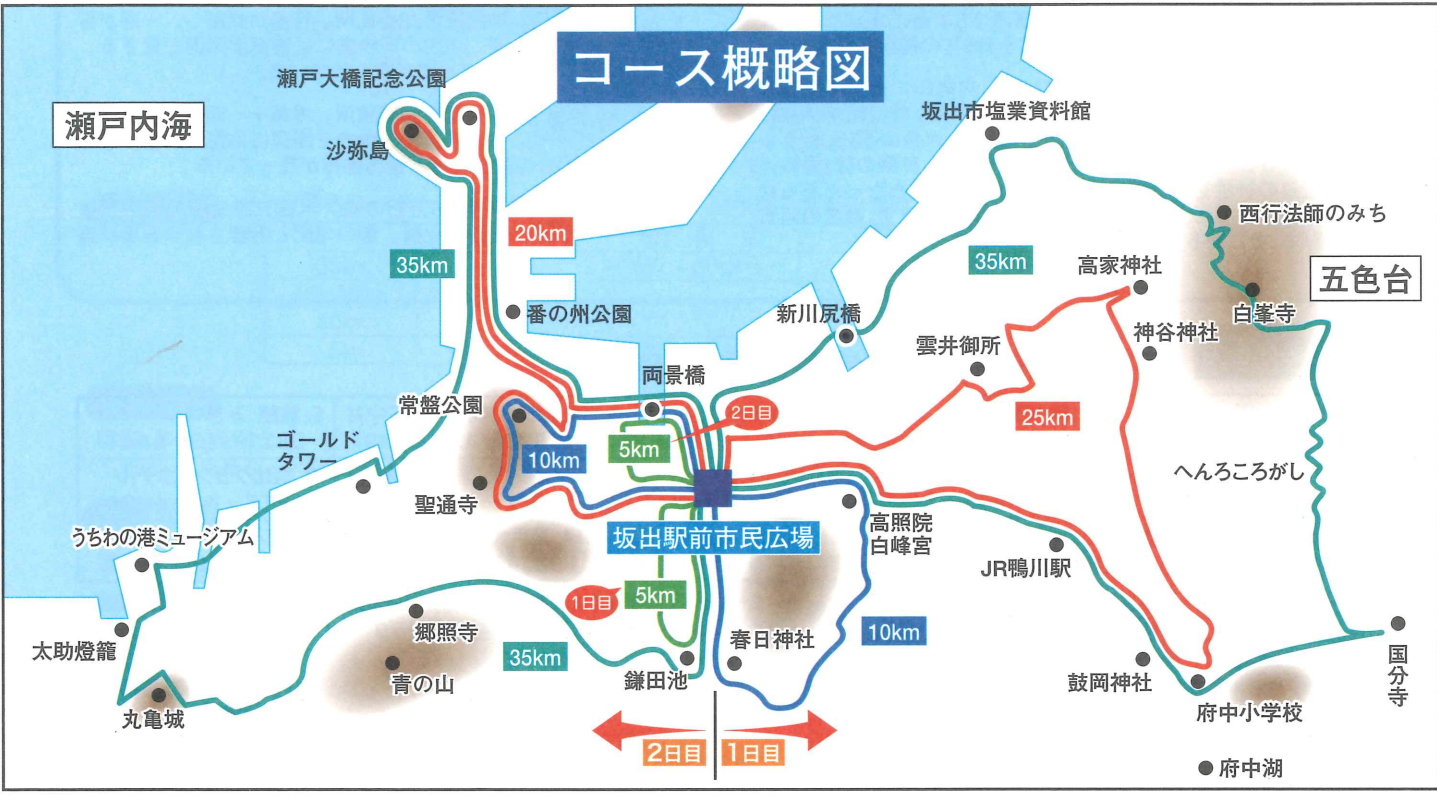 コース概略図
瀬戸内海
瀬戸大橋記念公園
沙弥島
坂出市塩業資料館
西行法師のみち
20km
35km
35km
高家神社
五色台
番の州公園
新川尻橋
白峯寺
神谷神社
雲井御所
両景橋
常盤公園
2日目
25km
ゴールド
タワー
5km
10km
へんろころがし
聖通寺
高照院
白峰宮
うちわの港ミュージアム
坂出駅前市民広場
JR鴨川駅
1日目
5km
郷照寺
太助燈籠
35km
春日神社
10km
青の山
鎌田池
鼓岡神社
国分寺
丸亀城
府中小学校
2日目
1日目
府中湖